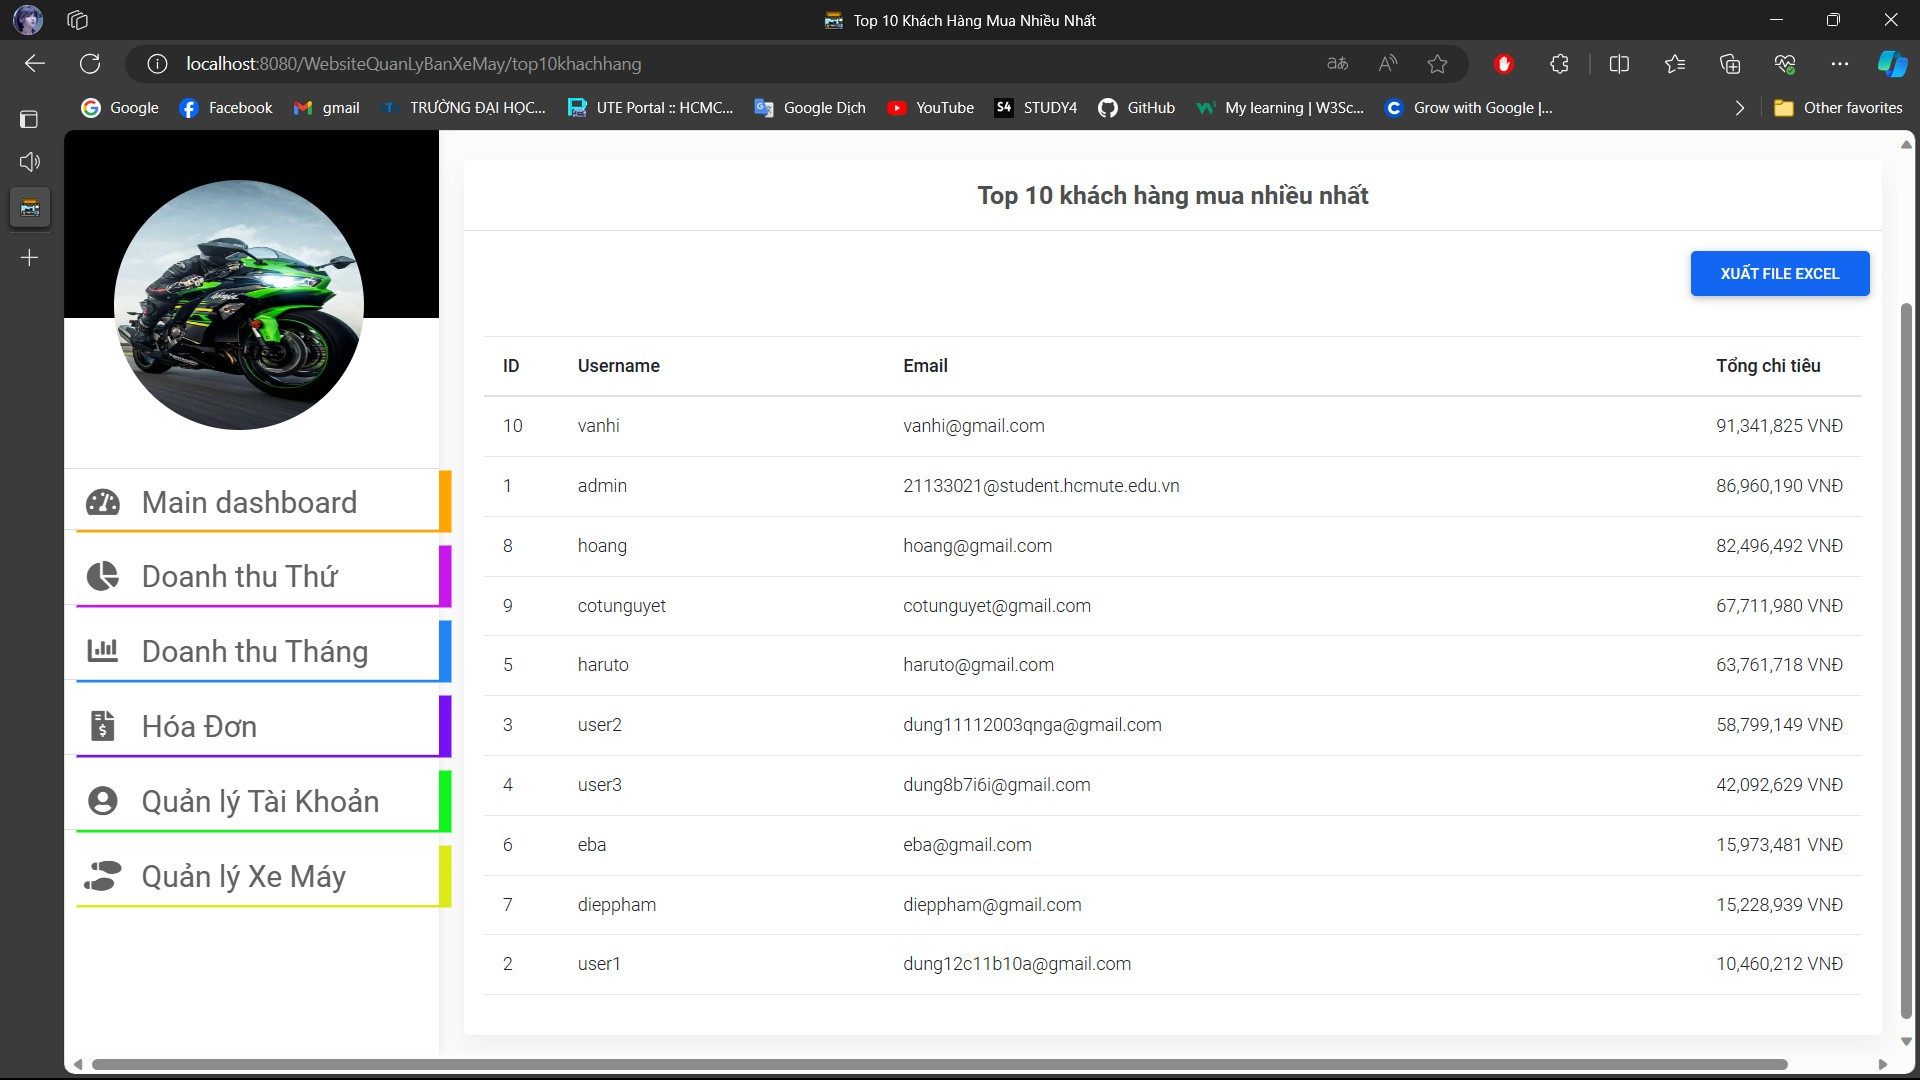 Top 10 Khách Hàng Mua Nhiều Nhất
localhost:8080/WebsiteQuanLyBanXeMay/top10khachhang
Google Facebook gmail TRƯỜNG ĐẠI HỌC... UTE Portal :: HCMC... Google Dịch YouTube STUDY4 GitHub My learning | W3Sc... Grow with Google |... Other favorites
Main dashboard
Doanh thu Thứ
Doanh thu Tháng
Hóa Đơn
Quản lý Tài Khoản
Quản lý Xe Máy
Top 10 khách hàng mua nhiều nhất
XUẤT FILE EXCEL
ID Username Email Tổng chi tiêu
10 vanhi vanhi@gmail.com 91,341,825 VNĐ
1 admin 21133021@student.hcmute.edu.vn 86,960,190 VNĐ
8 hoang hoang@gmail.com 82,496,492 VNĐ
9 cotunguyet cotunguyet@gmail.com 67,711,980 VNĐ
5 haruto haruto@gmail.com 63,761,718 VNĐ
3 user2 dung11112003qnga@gmail.com 58,799,149 VNĐ
4 user3 dung8b7i6i@gmail.com 42,092,629 VNĐ
6 eba eba@gmail.com 15,973,481 VNĐ
7 dieppham dieppham@gmail.com 15,228,939 VNĐ
2 user1 dung12c11b10a@gmail.com 10,460,212 VNĐ